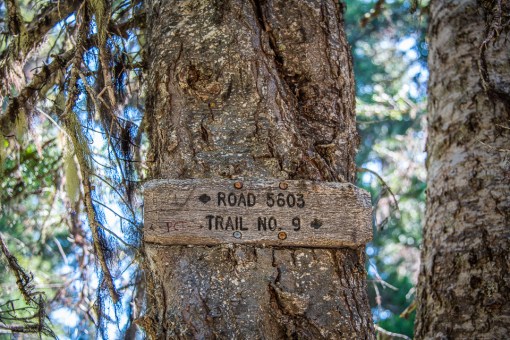 ROAD 5603
TRAIL NO. 9